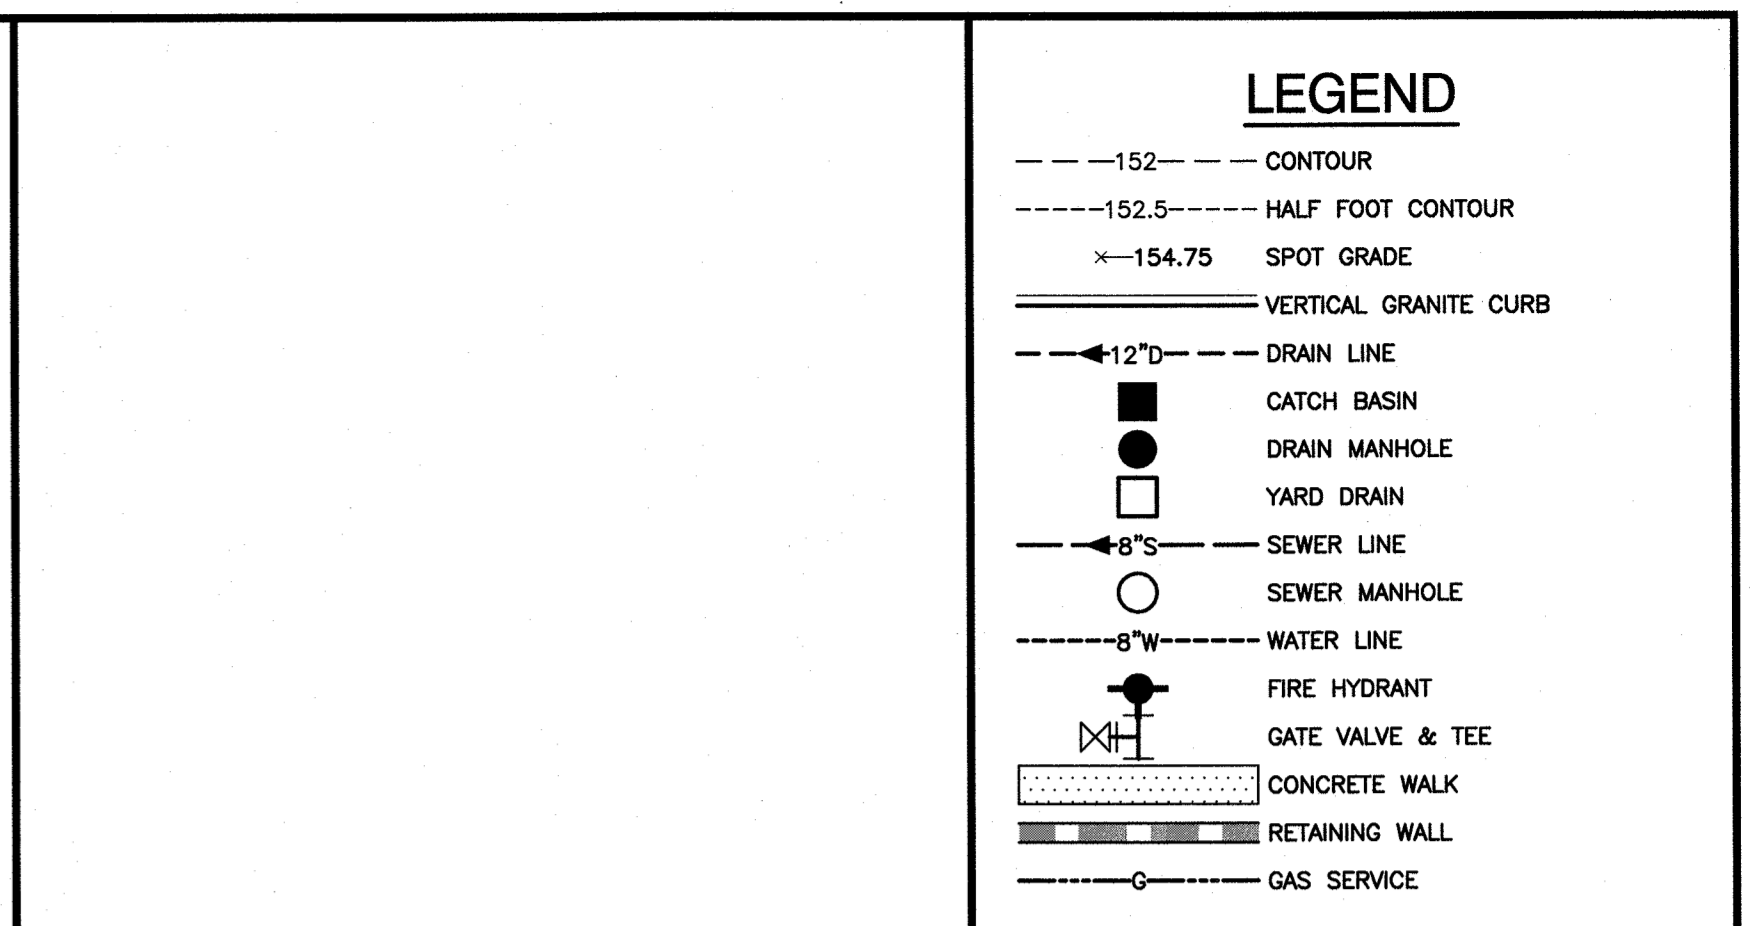 LEGEND
152 CONTOUR
152.5 HALF FOOT CONTOUR
154.75 SPOT GRADE
VERTICAL GRANITE CURB
12"D DRAIN LINE
CATCH BASIN
DRAIN MANHOLE
YARD DRAIN
8"S SEWER LINE
SEWER MANHOLE
8"W WATER LINE
FIRE HYDRANT
GATE VALVE & TEE
CONCRETE WALK
RETAINING WALL
G GAS SERVICE